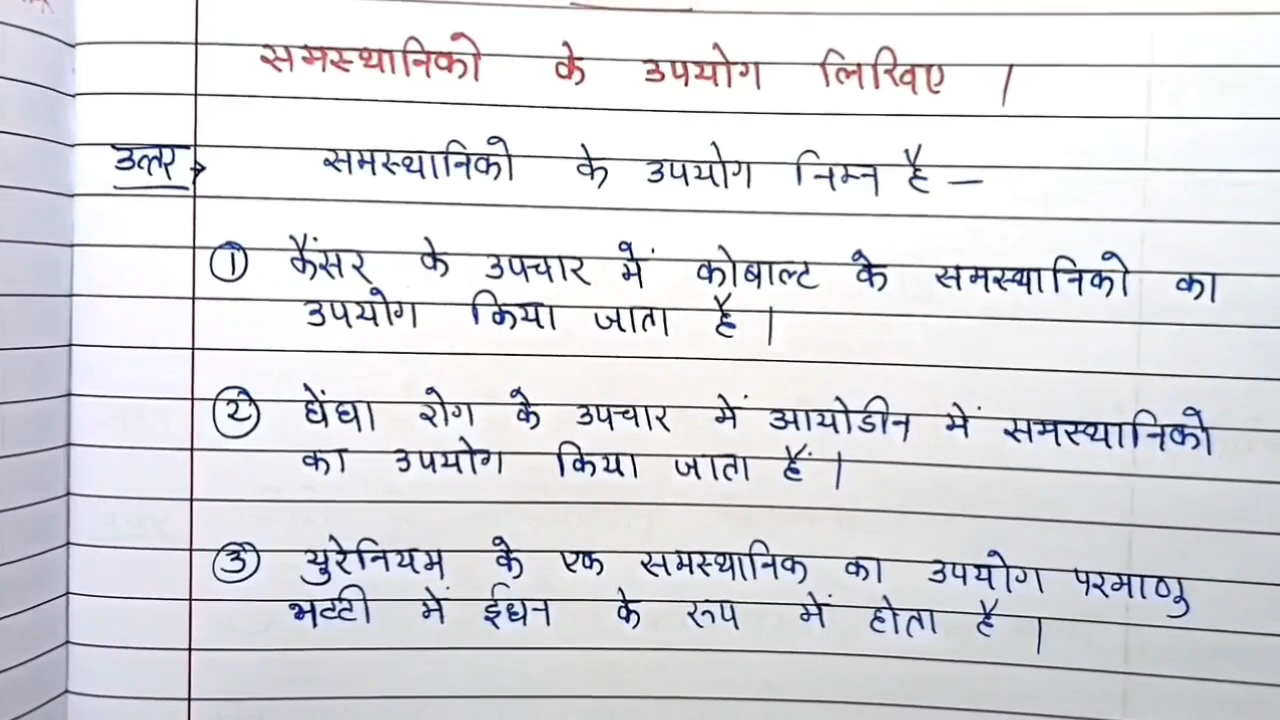 समस्थानिको के उपयोग लिखिए ।
उत्तर → समस्थानिको के उपयोग निम्न है –
① कैंसर के उपचार में कोबाल्ट के समस्थानिको का
उपयोग किया जाता है ।
② घेंघा रोग के उपचार में आयोडीन में समस्थानिको
का उपयोग किया जाता हैं ।
③ युरेनियम के एक समस्थानिक का उपयोग परमाणु
भट्टी में ईधन के रूप में होता है ।